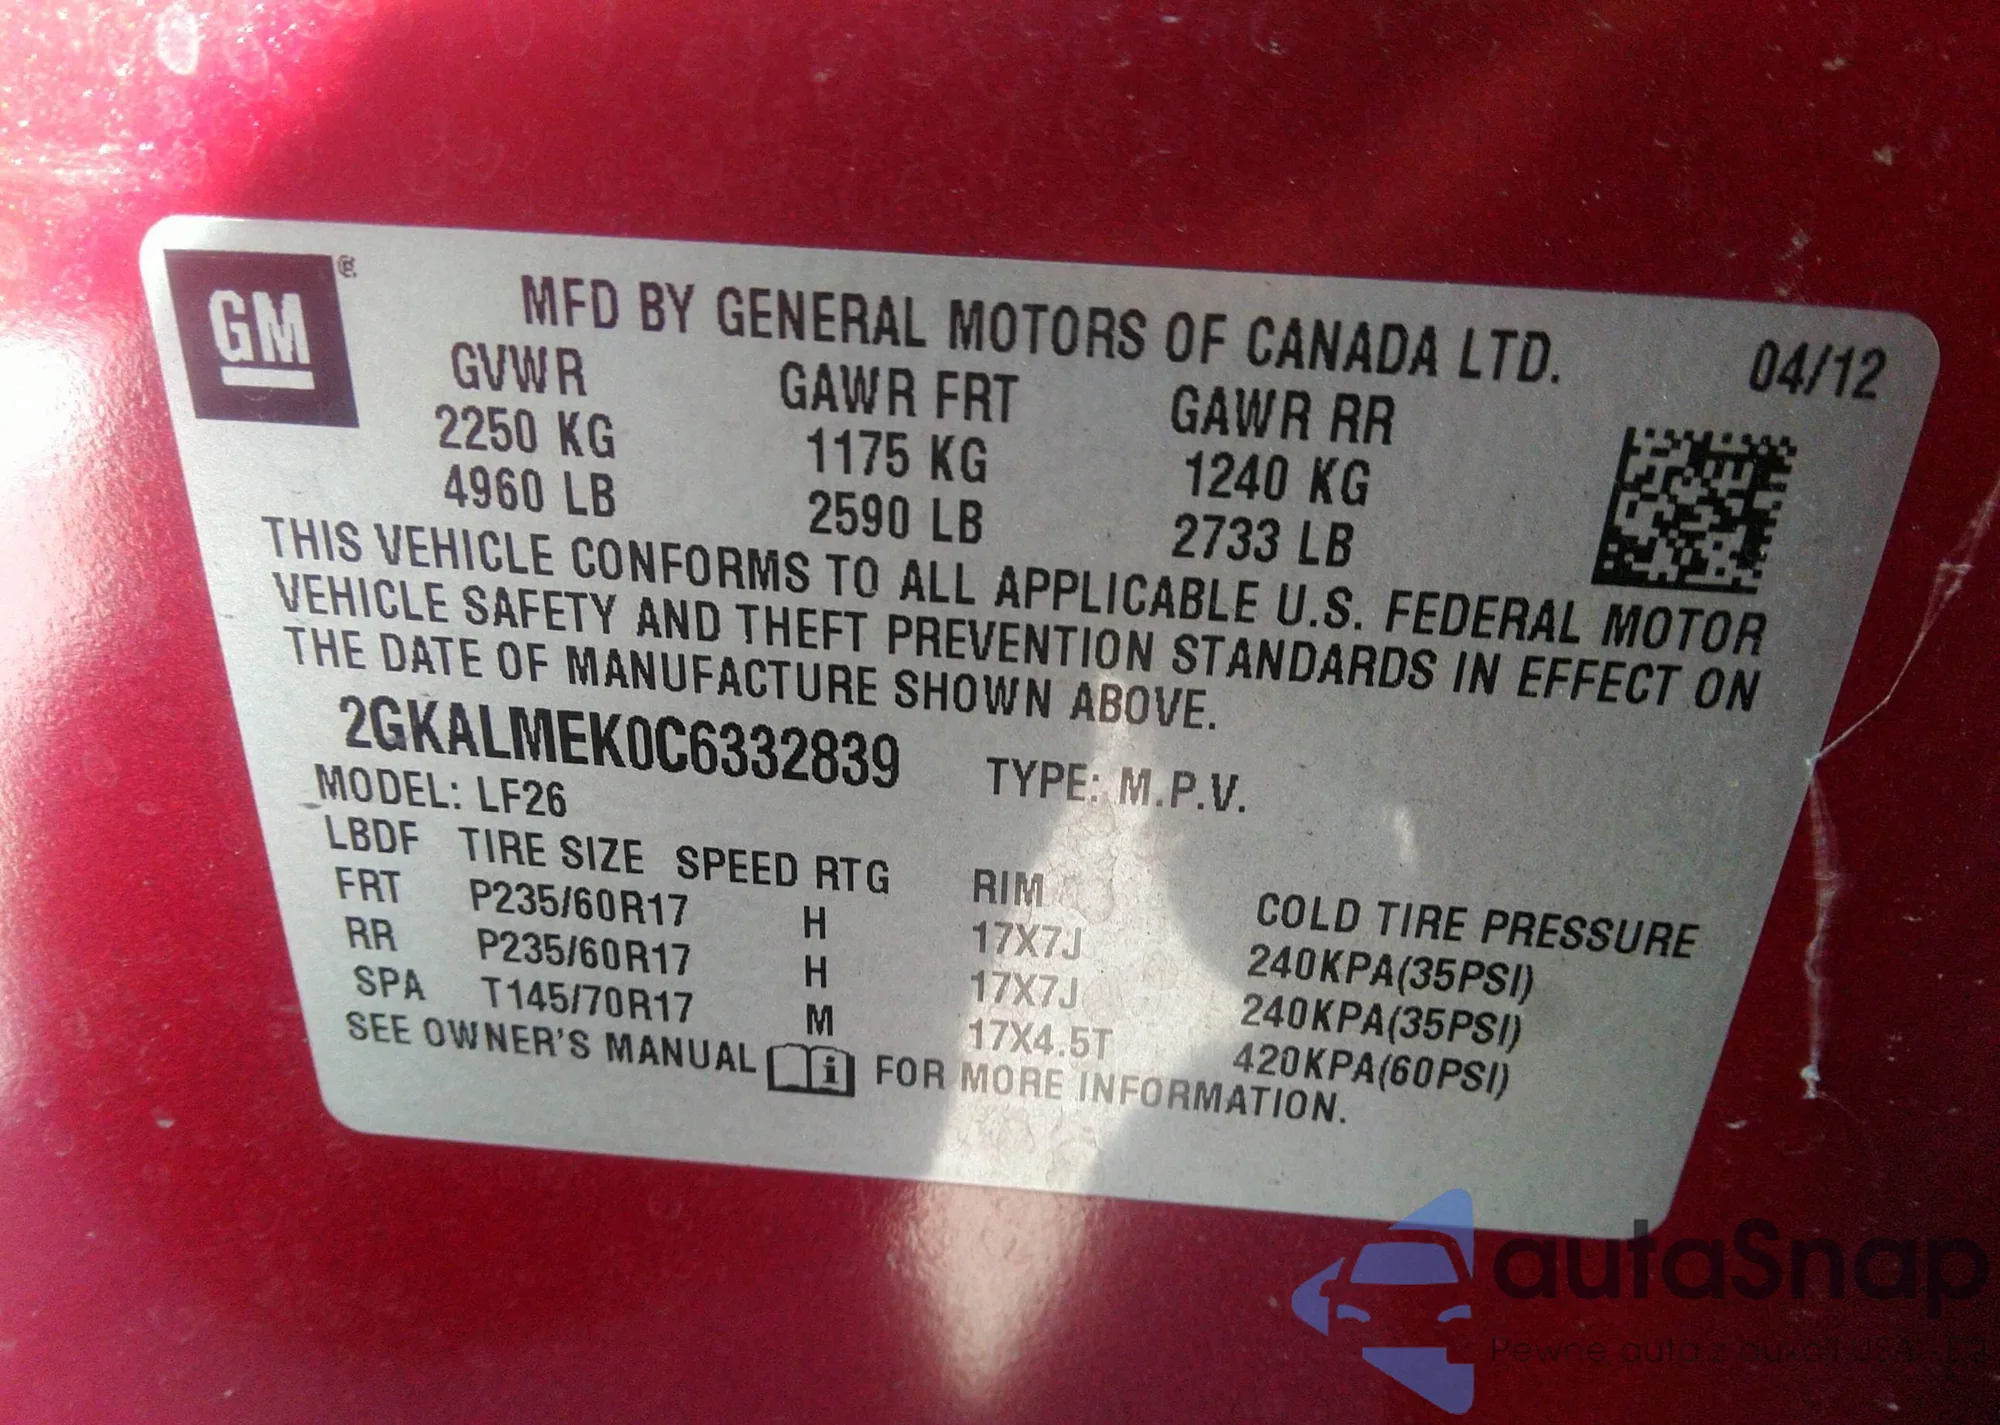 GM®
MFD BY GENERAL MOTORS OF CANADA LTD.
04/12
GVWR GAWR FRT GAWR RR
2250 KG 1175 KG 1240 KG
4960 LB 2590 LB 2733 LB
THIS VEHICLE CONFORMS TO ALL APPLICABLE U.S. FEDERAL MOTOR
VEHICLE SAFETY AND THEFT PREVENTION STANDARDS IN EFFECT ON
THE DATE OF MANUFACTURE SHOWN ABOVE.
2GKALMEK0C6332839 TYPE: M.P.V.
MODEL: LF26
LBDF TIRE SIZE SPEED RTG RIM COLD TIRE PRESSURE
FRT P235/60R17 H 17X7J 240KPA(35PSI)
RR P235/60R17 H 17X7J 240KPA(35PSI)
SPA T145/70R17 M 17X4.5T 420KPA(60PSI)
SEE OWNER'S MANUAL i FOR MORE INFORMATION.
autaSnap
Pewne auta z aukcji